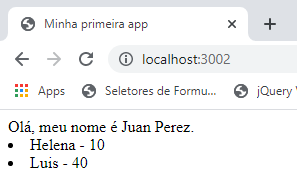 Minha primeira app
localhost:3002
Apps Seletores de Formu... jQuery
Olá, meu nome é Juan Perez.
Helena - 10
Luis - 40